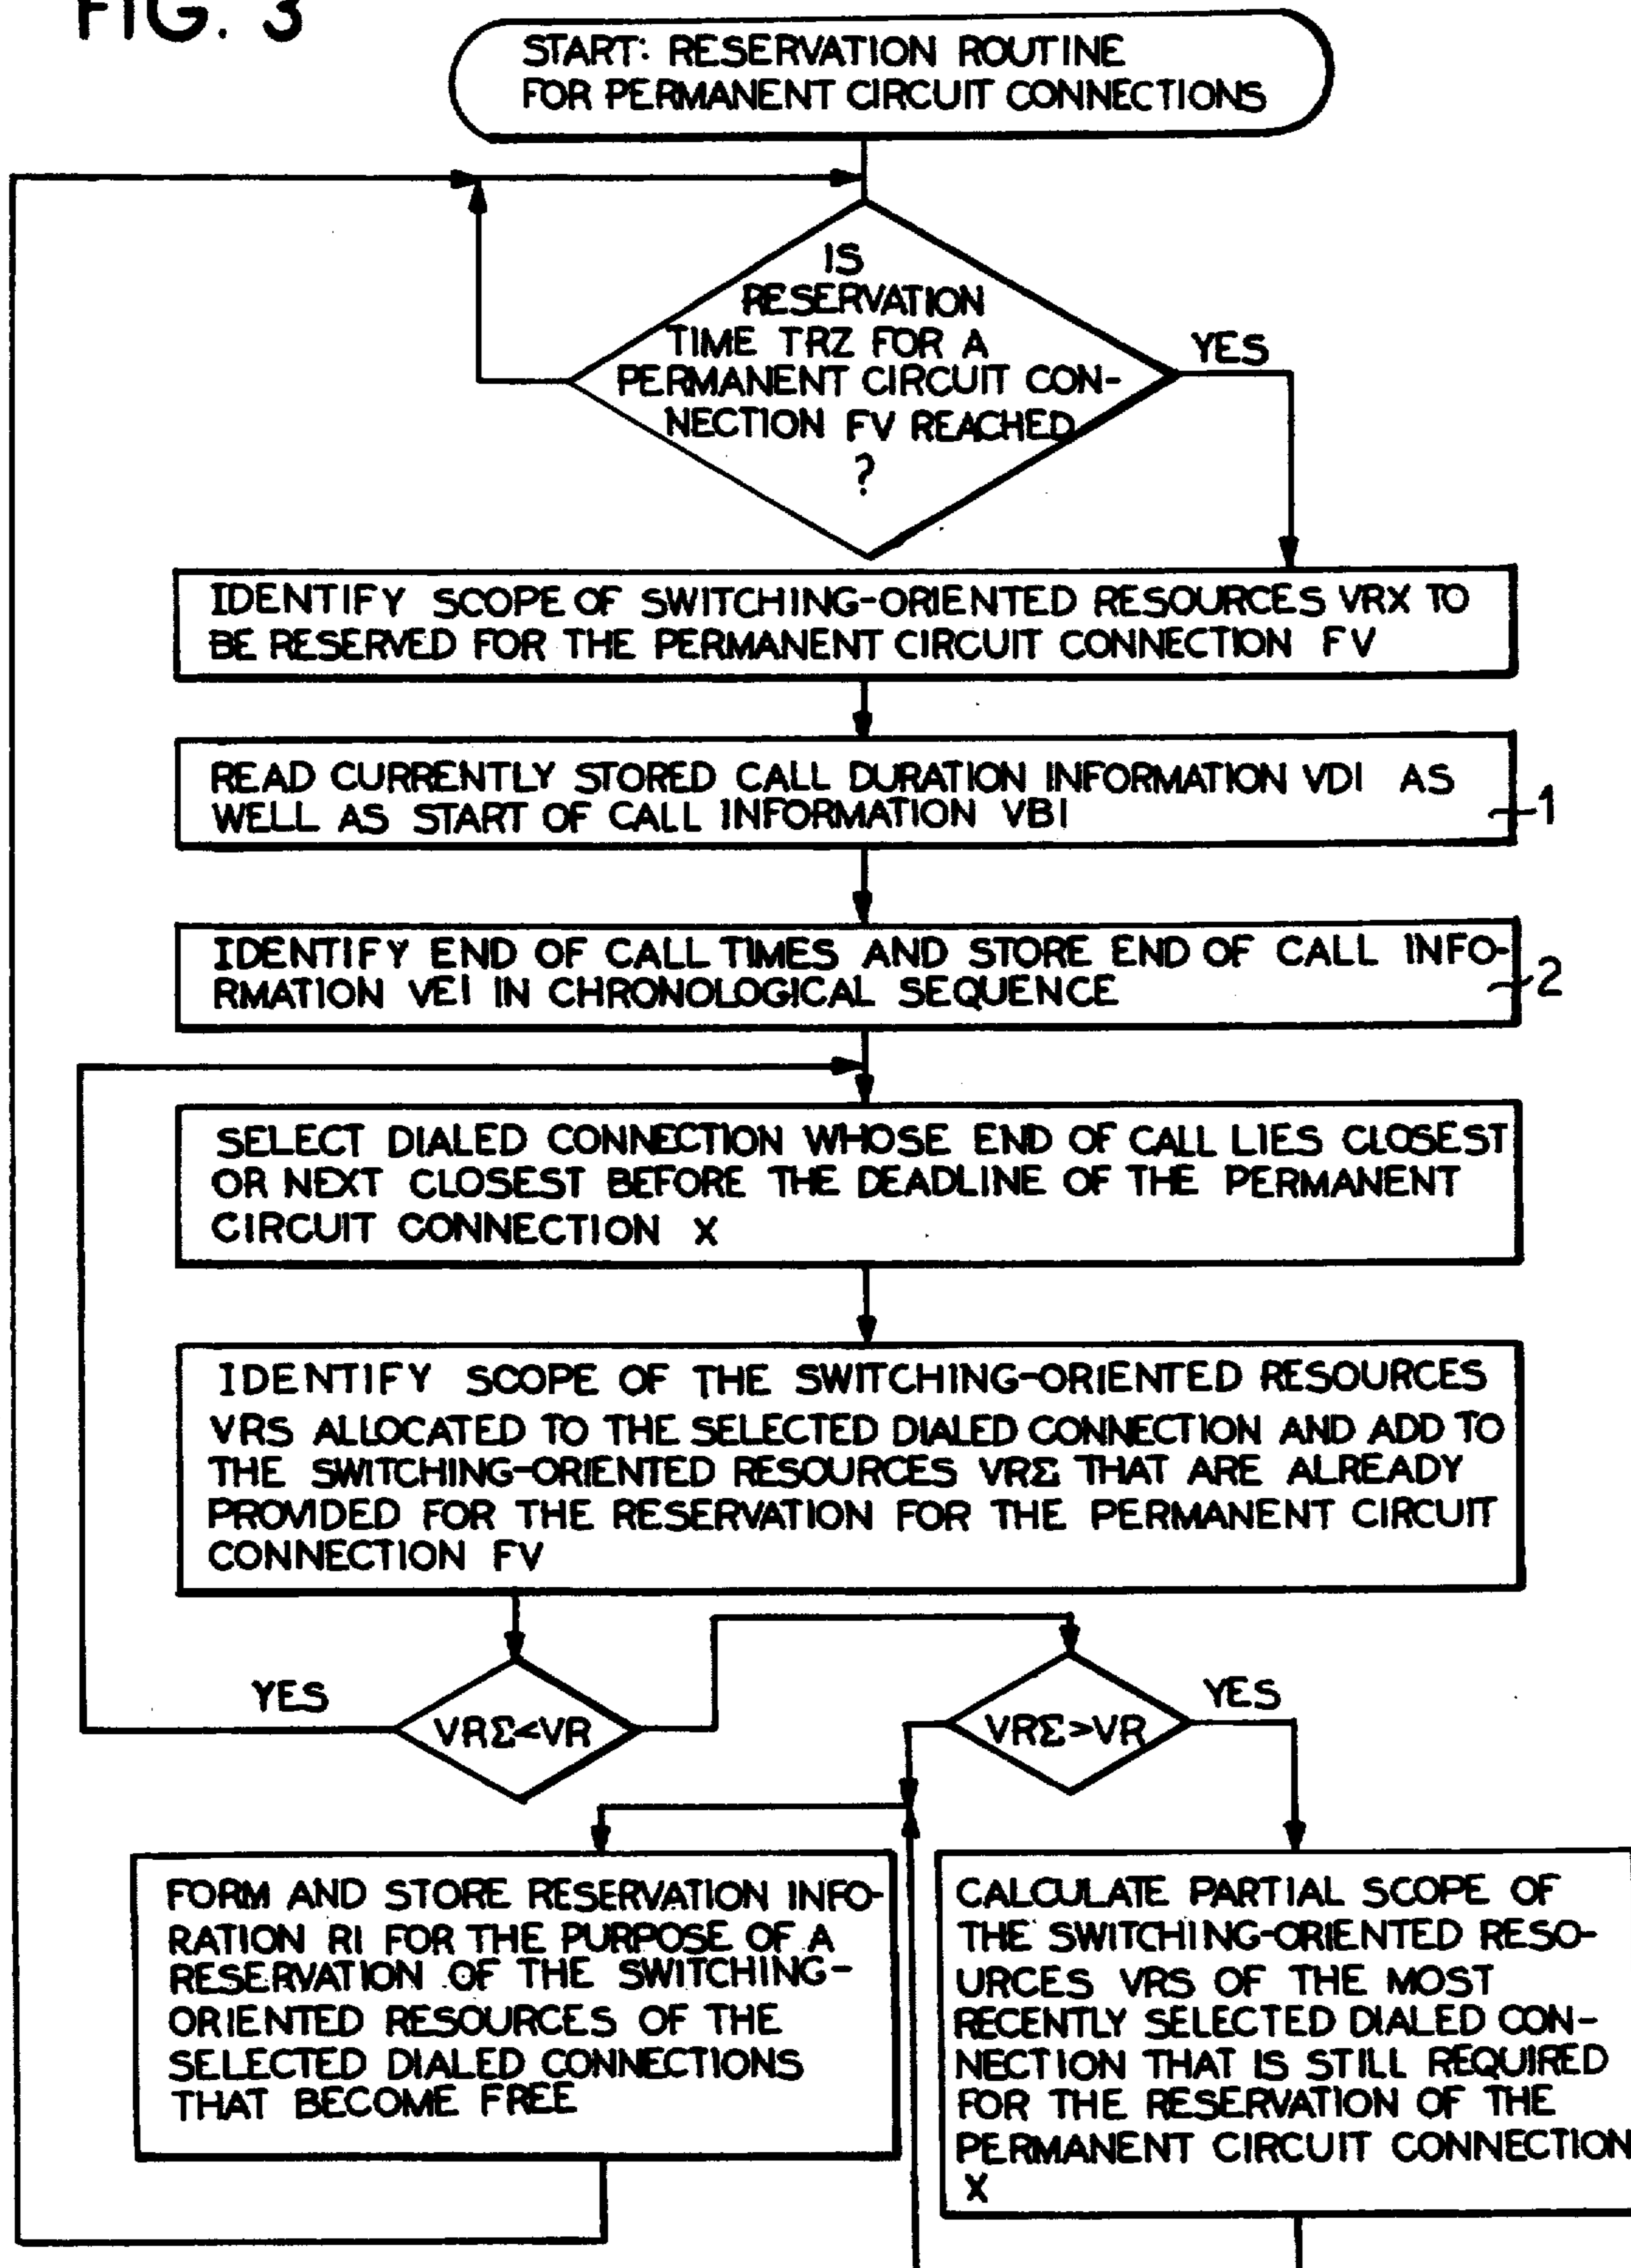 FIG. 3
START: RESERVATION ROUTINE
FOR PERMANENT CIRCUIT CONNECTIONS
IS
RESERVATION
TIME TRZ FOR A
PERMANENT CIRCUIT CON-
NECTION FV REACHED
?
YES
IDENTIFY SCOPE OF SWITCHING-ORIENTED RESOURCES VRX TO
BE RESERVED FOR THE PERMANENT CIRCUIT CONNECTION FV
READ CURRENTLY STORED CALL DURATION INFORMATION VDI AS
WELL AS START OF CALL INFORMATION VBI
1
IDENTIFY END OF CALL TIMES AND STORE END OF CALL INFO-
RMATION VEI IN CHRONOLOGICAL SEQUENCE
2
SELECT DIALED CONNECTION WHOSE END OF CALL LIES CLOSEST
OR NEXT CLOSEST BEFORE THE DEADLINE OF THE PERMANENT
CIRCUIT CONNECTION X
IDENTIFY SCOPE OF THE SWITCHING-ORIENTED RESOURCES
VRS ALLOCATED TO THE SELECTED DIALED CONNECTION AND ADD TO
THE SWITCHING-ORIENTED RESOURCES VRΣ THAT ARE ALREADY
PROVIDED FOR THE RESERVATION FOR THE PERMANENT CIRCUIT
CONNECTION FV
YES
VRΣ<VR
VRΣ>VR
YES
FORM AND STORE RESERVATION INFO-
RATION RI FOR THE PURPOSE OF A
RESERVATION OF THE SWITCHING-
ORIENTED RESOURCES OF THE
SELECTED DIALED CONNECTIONS
THAT BECOME FREE
CALCULATE PARTIAL SCOPE OF
THE SWITCHING-ORIENTED RESO-
URCES VRS OF THE MOST
RECENTLY SELECTED DIALED CON-
NECTION THAT IS STILL REQUIRED
FOR THE RESERVATION OF THE
PERMANENT CIRCUIT CONNECTION
X